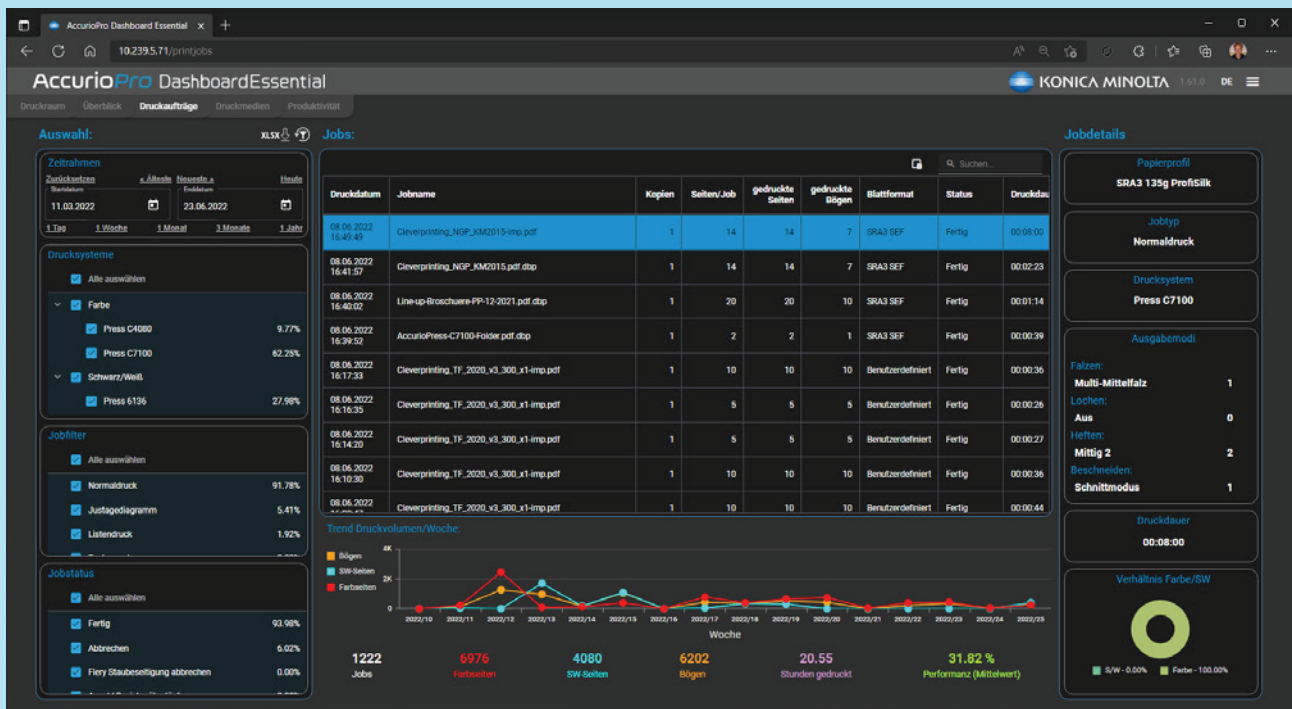 AccurioPro Dashboard Essential
10.239.5.71/printjobs
AccurioPro DashboardEssential
KONICA MINOLTA 1.61.0 DE
Druckraum Überblick Druckaufträge Druckmedien Produktivität
Auswahl: XLSX
Zeitrahmen
Zurücksetzen < Älteste Neueste > Heute
Startdatum Enddatum
11.03.2022 23.06.2022
1 Tag 1 Woche 1 Monat 3 Monate 1 Jahr
Drucksysteme
Alle auswählen
Farbe
Press C4080 9.77%
Press C7100 62.25%
Schwarz/Weiß
Press 6136 27.98%
Jobfilter
Alle auswählen
Normaldruck 91.78%
Justagediagramm 5.41%
Listendruck 1.92%
Jobstatus
Alle auswählen
Fertig 93.98%
Abbrechen 6.02%
Fiery Staubeseitigung abbrechen 0.00%
Jobs:
Suchen...
Druckdatum Jobname Kopien Seiten/Job gedruckte Seiten gedruckte Bögen Blattformat Status Druckdau
08.06.2022 16:49:49 Cleverprinting_NGP_KM2015-imp.pdf 1 14 14 7 SRA3 SEF Fertig 00:08:00
08.06.2022 16:41:57 Cleverprinting_NGP_KM2015.pdf.dbp 1 14 14 7 SRA3 SEF Fertig 00:02:23
08.06.2022 16:40:02 Line-up-Broschuere-PP-12-2021.pdf.dbp 1 20 20 10 SRA3 SEF Fertig 00:01:14
08.06.2022 16:39:52 AccurioPress-C7100-Folder.pdf.dbp 1 2 2 1 SRA3 SEF Fertig 00:00:39
08.06.2022 16:17:33 Cleverprinting_TF_2020_v3_300_x1-imp.pdf 1 10 10 10 Benutzerdefiniert Fertig 00:00:36
08.06.2022 16:16:35 Cleverprinting_TF_2020_v3_300_x1-imp.pdf 1 5 5 5 Benutzerdefiniert Fertig 00:00:26
08.06.2022 16:14:20 Cleverprinting_TF_2020_v3_300_x1-imp.pdf 1 5 5 5 Benutzerdefiniert Fertig 00:00:27
08.06.2022 16:10:30 Cleverprinting_TF_2020_v3_300_x1-imp.pdf 1 10 10 10 Benutzerdefiniert Fertig 00:00:36
08.06.2022 Cleverprinting_TF_2020_v3_300_x1-imp.pdf 1 10 10 10 Benutzerdefiniert Fertig 00:00:44
Trend Druckvolumen/Woche:
Bögen
SW-Seiten
Farbseiten
4K
2K
0
2022/10 2022/11 2022/12 2022/13 2022/14 2022/15 2022/16 2022/17 2022/18 2022/19 2022/20 2022/21 2022/22 2022/23 2022/24 2022/25
Woche
1222 6976 4080 6202 20.55 31.82 %
Jobs Farbseiten SW-Seiten Bögen Stunden gedruckt Performanz (Mittelwert)
Jobdetails
Papierprofil
SRA3 135g ProfiSilk
Jobtyp
Normaldruck
Drucksystem
Press C7100
Ausgabemodi
Falzen:
Multi-Mittelfalz 1
Lochen:
Aus 0
Heften:
Mittig 2 2
Beschneiden:
Schnittmodus 1
Druckdauer
00:08:00
Verhältnis Farbe/SW
S/W - 0.00% Farbe - 100.00%